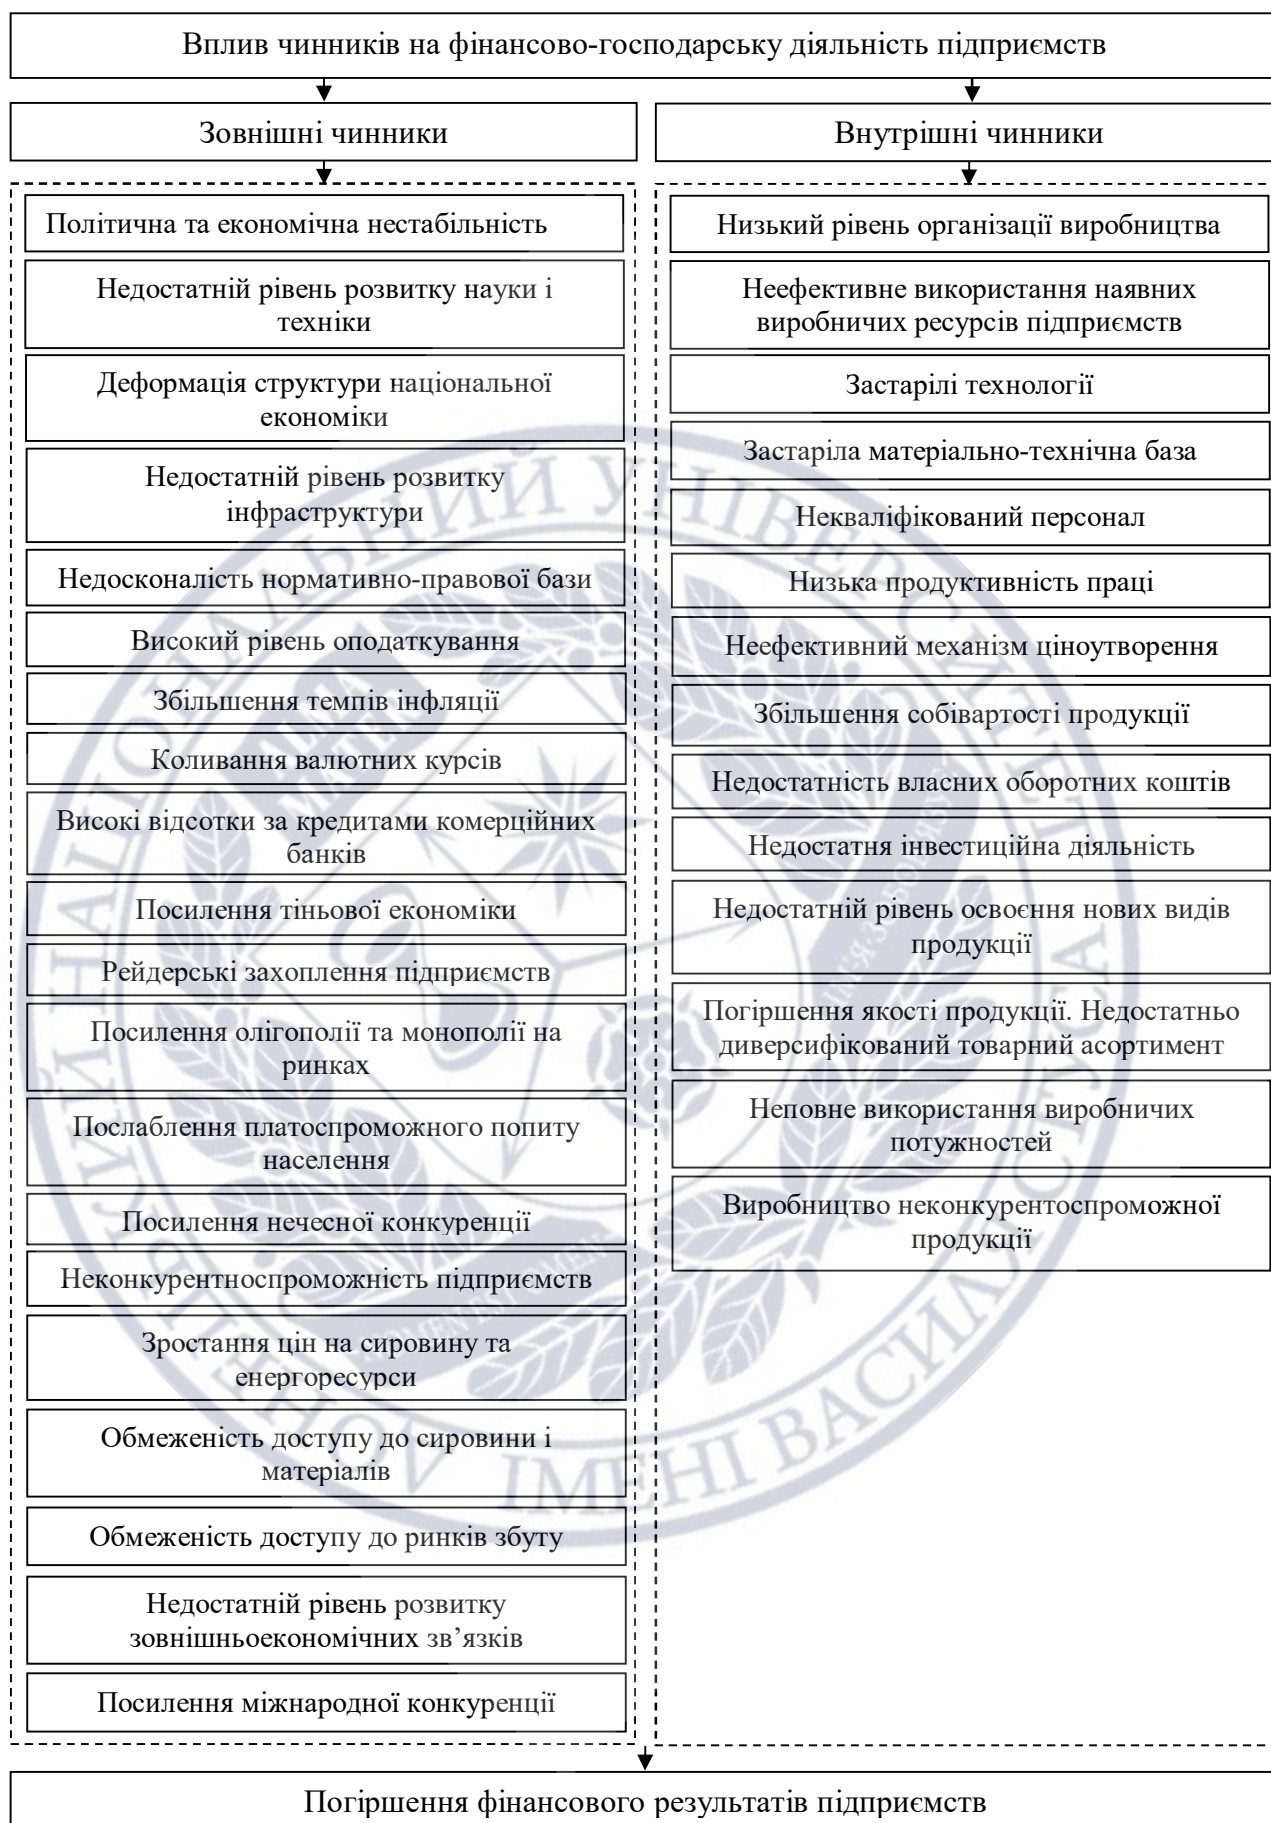 Вплив чинників на фінансово-господарську діяльність підприємств
Зовнішні чинники
Внутрішні чинники
Політична та економічна нестабільність
Недостатній рівень розвитку науки і
техніки
Деформація структури національної
економіки
Недостатній рівень розвитку
інфраструктури
Недосконалість нормативно-правової бази
Високий рівень оподаткування
Збільшення темпів інфляції
Коливання валютних курсів
Високі відсотки за кредитами комерційних
банків
Посилення тіньової економіки
Рейдерські захоплення підприємств
Посилення олігополії та монополії на
ринках
Послаблення платоспроможного попиту
населення
Посилення нечесної конкуренції
Неконкурентноспроможність підприємств
Зростання цін на сировину та
енергоресурси
Обмеженість доступу до сировини і
матеріалів
Обмеженість доступу до ринків збуту
Недостатній рівень розвитку
зовнішньоекономічних зв’язків
Посилення міжнародної конкуренції
Низький рівень організації виробництва
Неефективне використання наявних
виробничих ресурсів підприємств
Застарілі технології
Застаріла матеріально-технічна база
Некваліфікований персонал
Низька продуктивність праці
Неефективний механізм ціноутворення
Збільшення собівартості продукції
Недостатність власних оборотних коштів
Недостатня інвестиційна діяльність
Недостатній рівень освоєння нових видів
продукції
Погіршення якості продукції. Недостатньо
диверсифікований товарний асортимент
Неповне використання виробничих
потужностей
Виробництво неконкурентоспроможної
продукції
Погіршення фінансового результатів підприємств
НАЦІОНАЛЬНИЙ УНІВЕРСИТЕТ
ІМЕНІ ВАСИЛЯ СТУСА
ALMA
MATER